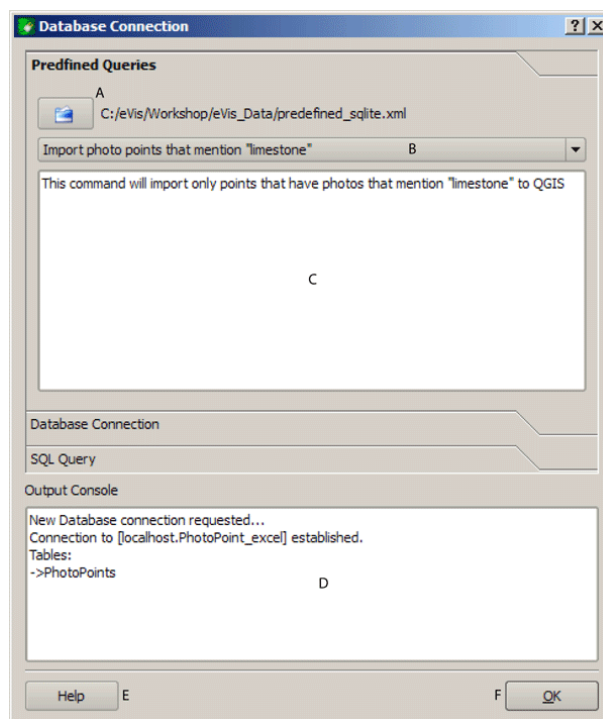 Database Connection
Predfined Queries
A
C:/eVis/Workshop/eVis_Data/predefined_sqlite.xml
Import photo points that mention "limestone" B
This command will import only points that have photos that mention "limestone" to QGIS
C
Database Connection
SQL Query
Output Console
New Database connection requested...
Connection to [localhost.PhotoPoint_excel] established.
Tables:
->PhotoPoints
D
Help E F OK